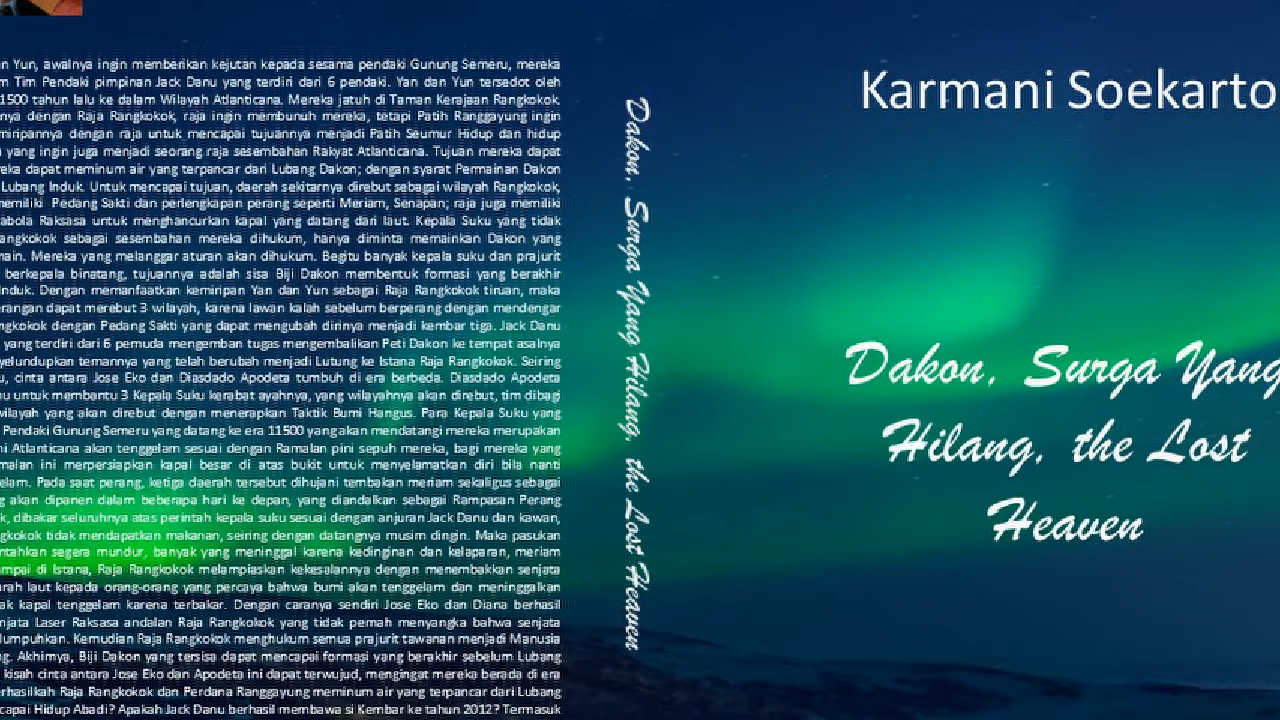 n Yun, awalnya ingin memberikan kejutan kepada sesama pendaki Gunung Semeru, mereka
m Tim Pendaki pimpinan Jack Danu yang terdiri dari 6 pendaki. Yan dan Yun tersedot oleh
1500 tahun lalu ke dalam Wilayah Atlanticana. Mereka jatuh di Taman Kerajaan Rangkokok.
nya dengan Raja Rangkokok, raja ingin membunuh mereka, tetapi Patih Ranggayung ingin
miripannya dengan raja untuk mencapai tujuannya menjadi Patih Seumur Hidup dan hidup
a yang ingin juga menjadi seorang raja sesembahan Rakyat Atlanticana. Tujuan mereka dapat
eka dapat meminum air yang terpancar dari Lubang Dakon; dengan syarat Permainan Dakon
Lubang Induk. Untuk mencapai tujuan, daerah sekitarnya direbut sebagai wilayah Rangkokok,
memiliki Pedang Sakti dan perlengkapan perang seperti Meriam, Senapan; raja juga memiliki
abola Raksasa untuk menghancurkan kapal yang datang dari laut. Kepala Suku yang tidak
angkokok sebagai sesembahan mereka dihukum, hanya diminta memainkan Dakon yang
main. Mereka yang melanggar aturan akan dihukum. Begitu banyak kepala suku dan prajurit
berkepala binatang, tujuannya adalah sisa Biji Dakon membentuk formasi yang berakhir
Induk. Dengan memanfaatkan kemiripan Yan dan Yun sebagai Raja Rangkokok tiruan, maka
erangan dapat merebut 3 wilayah, karena lawan kalah sebelum berperang dengan mendengar
ngkokok dengan Pedang Sakti yang dapat mengubah dirinya menjadi kembar tiga. Jack Danu
yang terdiri dari 6 pemuda mengemban tugas mengembalikan Peti Dakon ke tempat asalnya
yelundupkan temannya yang telah berubah menjadi Lutung ke Istana Raja Rangkokok. Seiring
u, cinta antara Jose Eko dan Diasdado Apodeta tumbuh di era berbeda. Diasdado Apodeta
nu untuk membantu 3 Kepala Suku kerabat ayahnya, yang wilayahnya akan direbut, tim dibagi
wilayah yang akan direbut dengan menerapkan Taktik Bumi Hangus. Para Kepala Suku yang
Pendaki Gunung Semeru yang datang ke era 11500 yang akan mendatangi mereka merupakan
ni Atlanticana akan tenggelam sesuai dengan Ramalan pini sepuh mereka, bagi mereka yang
malan ini mempersiapkan kapal besar di atas bukit untuk menyelamatkan diri bila nanti
elam. Pada saat perang, ketiga daerah tersebut dihujani tembakan meriam sekaligus sebagai
g akan dipanen dalam beberapa hari ke depan, yang diandalkan sebagai Rampasan Perang
k, dibakar seluruhnya atas perintah kepala suku sesuai dengan anjuran Jack Danu dan kawan,
gkokok tidak mendapatkan makanan, seiring dengan datangnya musim dingin. Maka pasukan
ntahkan segera mundur, banyak yang meninggal karena kedinginan dan kelaparan, meriam
ampai di Istana, Raja Rangkokok melampiaskan kekesalannya dengan menembakkan senjata
arah laut kepada orang-orang yang percaya bahwa bumi akan tenggelam dan meninggalkan
ak kapal tenggelam karena terbakar. Dengan caranya sendiri Jose Eko dan Diana berhasil
njata Laser Raksasa andalan Raja Rangkokok yang tidak pernah menyangka bahwa senjata
lumpuhkan. Kemudian Raja Rangkokok menghukum semua prajurit tawanan menjadi Manusia
g. Akhirnya, Biji Dakon yang tersisa dapat mencapai formasi yang berakhir sebelum Lubang
kisah cinta antara Jose Eko dan Apodeta ini dapat terwujud, mengingat mereka berada di era
erhasilkah Raja Rangkokok dan Perdana Ranggayung meminum air yang terpancar dari Lubang
capai Hidup Abadi? Apakah Jack Danu berhasil membawa si Kembar ke tahun 2012? Termasuk
Dakon, Surga Yang Hilang, the Lost Heaven
Karmani Soekarto
Dakon, Surga Yang
Hilang, the Lost
Heaven